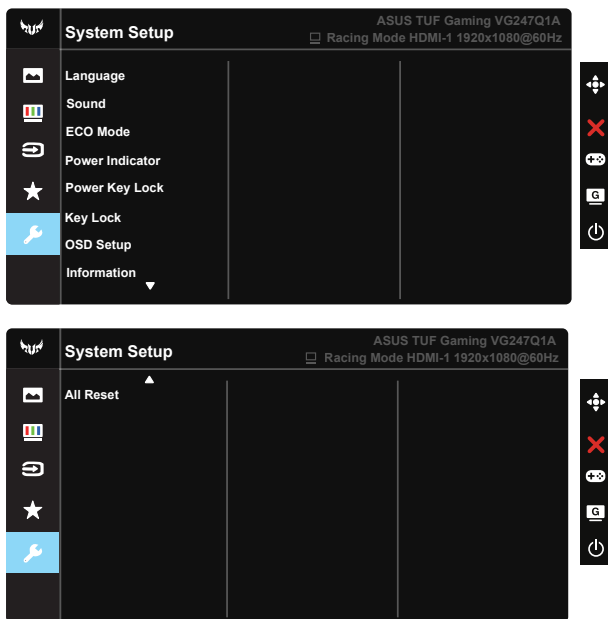 System Setup
ASUS TUF Gaming VG247Q1A
Racing Mode HDMI-1 1920x1080@60Hz
Language
Sound
ECO Mode
Power Indicator
Power Key Lock
Key Lock
OSD Setup
Information
G
System Setup
ASUS TUF Gaming VG247Q1A
Racing Mode HDMI-1 1920x1080@60Hz
All Reset
G